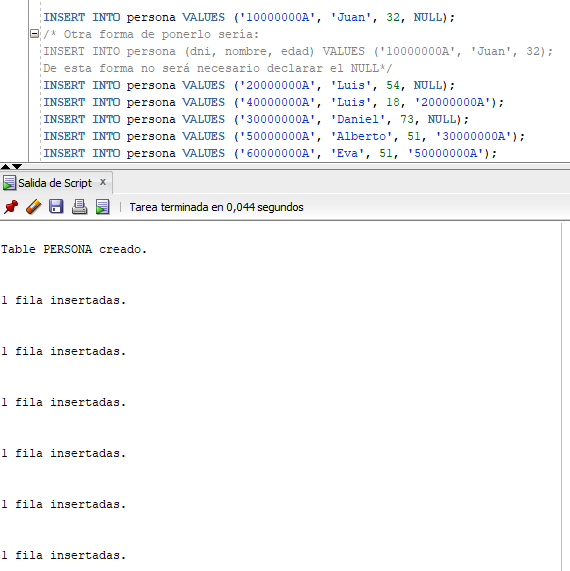 INSERT INTO persona VALUES ('10000000A', 'Juan', 32, NULL);
/* Otra forma de ponerlo seria:
INSERT INTO persona (dni, nombre, edad) VALUES ('10000000A', 'Juan', 32);
De esta forma no será necesario declarar el NULL*/
INSERT INTO persona VALUES ('20000000A', 'Luis', 54, NULL);
INSERT INTO persona VALUES ('40000000A', 'Luis', 18, '20000000A');
INSERT INTO persona VALUES ('30000000A', 'Daniel', 73, NULL);
INSERT INTO persona VALUES ('50000000A', 'Alberto', 51, '30000000A');
INSERT INTO persona VALUES ('60000000A', 'Eva', 51, '50000000A');
Salida de Script x
Tarea terminada en 0,044 segundos
Table PERSONA creado.
1 fila insertadas.
1 fila insertadas.
1 fila insertadas.
1 fila insertadas.
1 fila insertadas.
1 fila insertadas.